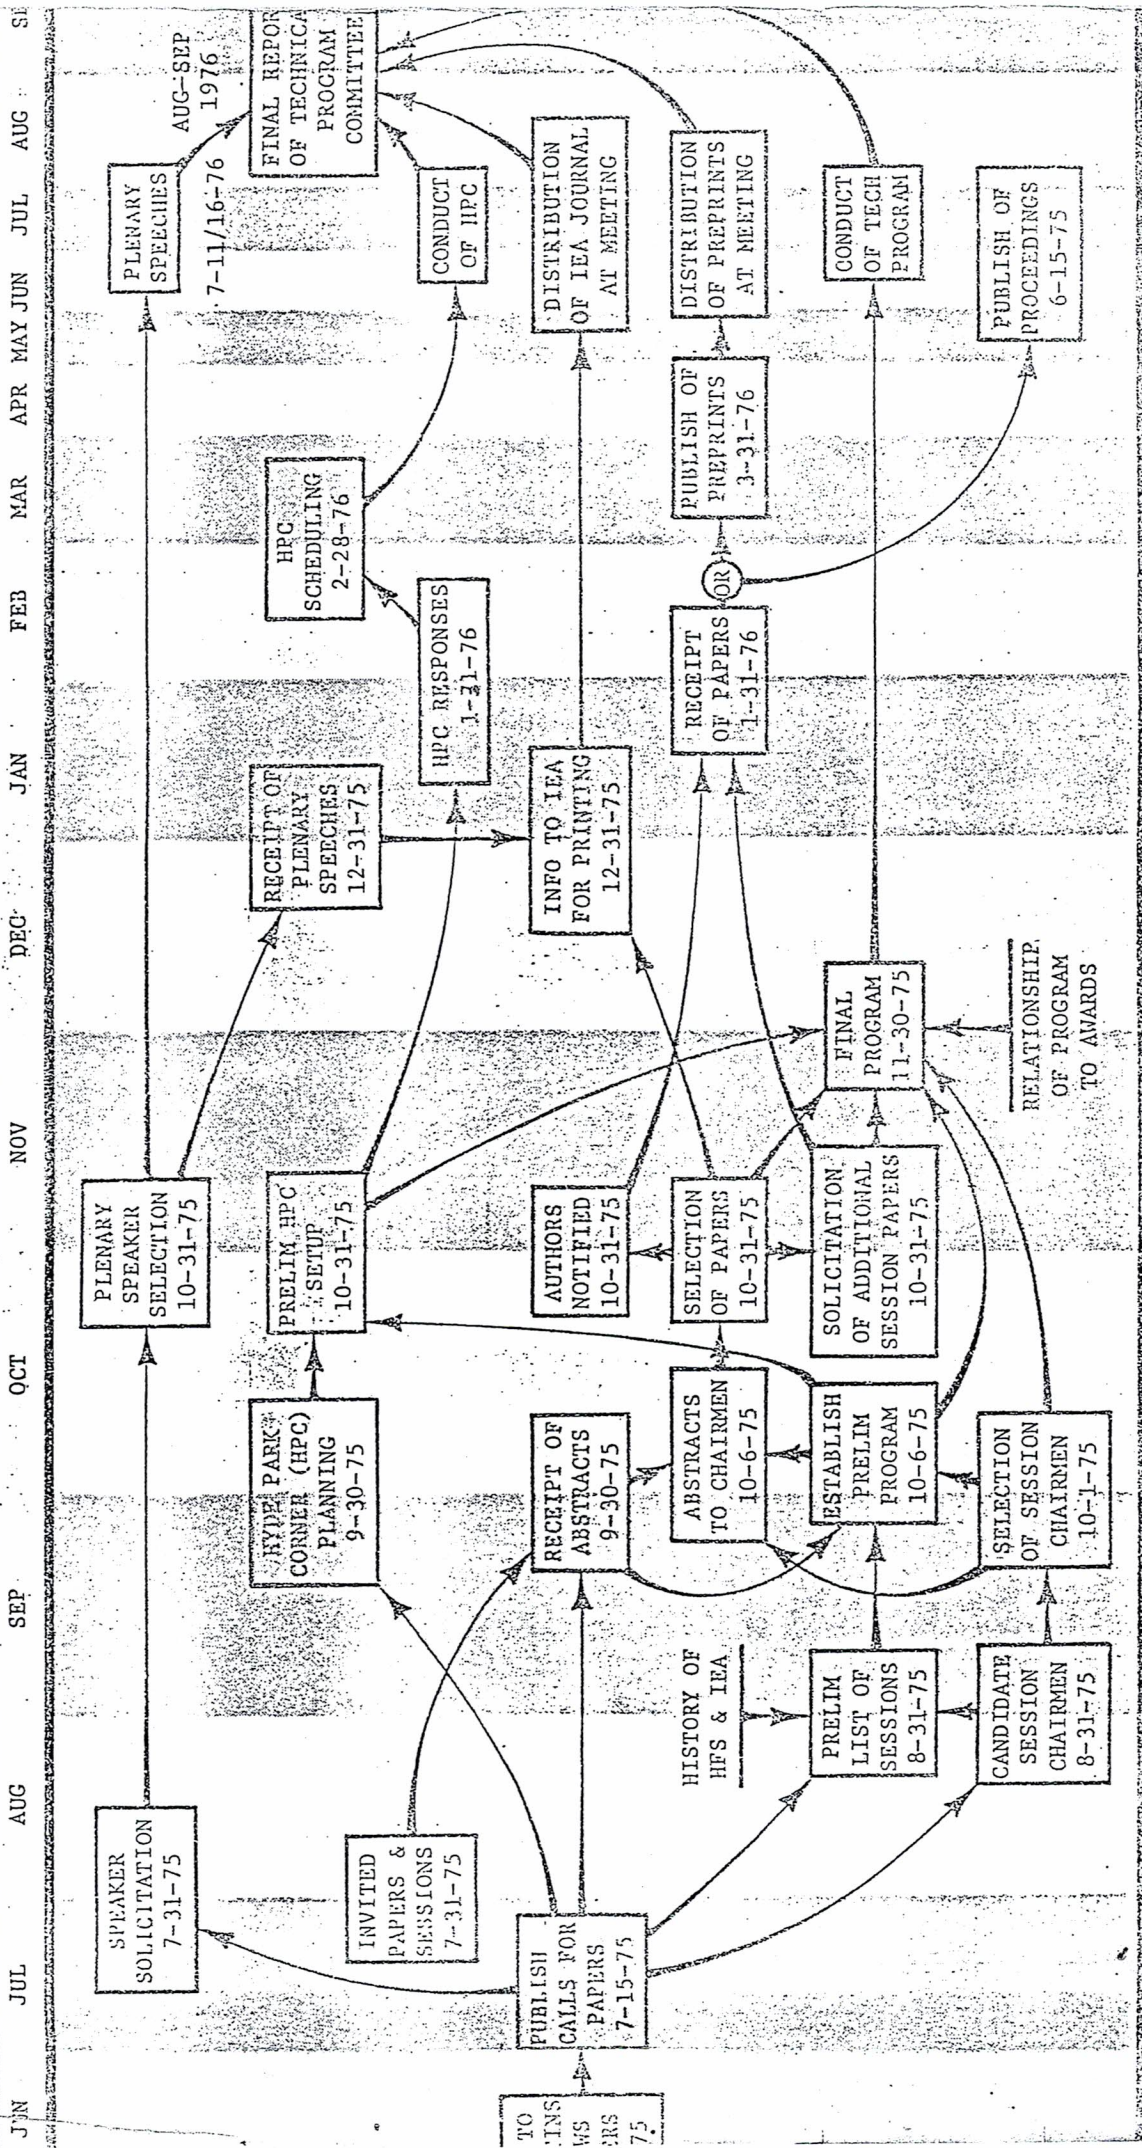 JUN
JUL
AUG
SEP
OCT
NOV
DEC
JAN
FEB
MAR
APR
MAY
JUN
JUL
AUG
TO
75
PUBLISH
CALLS FOR
PAPERS
7-15-75
SPEAKER
SOLICITATION
7-31-75
INVITED
PAPERS &
SESSIONS
7-31-75
HISTORY OF
HFS & IEA
PRELIM
LIST OF
SESSIONS
8-31-75
CANDIDATE
SESSION
CHAIRMEN
8-31-75
HYDE PARK
CORNER (HPC)
PLANNING
9-30-75
RECEIPT OF
ABSTRACTS
9-30-75
ABSTRACTS
TO CHAIRMEN
10-6-75
ESTABLISH
PRELIM
PROGRAM
10-6-75
SELECTION
OF SESSION
CHAIRMEN
10-1-75
PLENARY
SPEAKER
SELECTION
10-31-75
PRELIM HPC
SETUP
10-31-75
AUTHORS
NOTIFIED
10-31-75
SELECTION
OF PAPERS
10-31-75
SOLICITATION
OF ADDITIONAL
SESSION PAPERS
10-31-75
FINAL
PROGRAM
11-30-75
RELATIONSHIP
OF PROGRAM
TO AWARDS
RECEIPT OF
PLENARY
SPEECHES
12-31-75
INFO TO IEA
FOR PRINTING
12-31-75
HPC RESPONSES
1-31-76
RECEIPT
OF PAPERS
1-31-76
OR
HPC
SCHEDULING
2-28-76
PUBLISH OF
PREPRINTS
3-31-76
PLENARY
SPEECHES
7-11/16-76
CONDUCT
OF HPC
DISTRIBUTION
OF IEA JOURNAL
AT MEETING
DISTRIBUTION
OF PREPRINTS
AT MEETING
CONDUCT
OF TECH
PROGRAM
PUBLISH OF
PROCEEDINGS
6-15-75
AUG-SEP
1976
FINAL REPOR
OF TECHNICA
PROGRAM
COMMITTEE